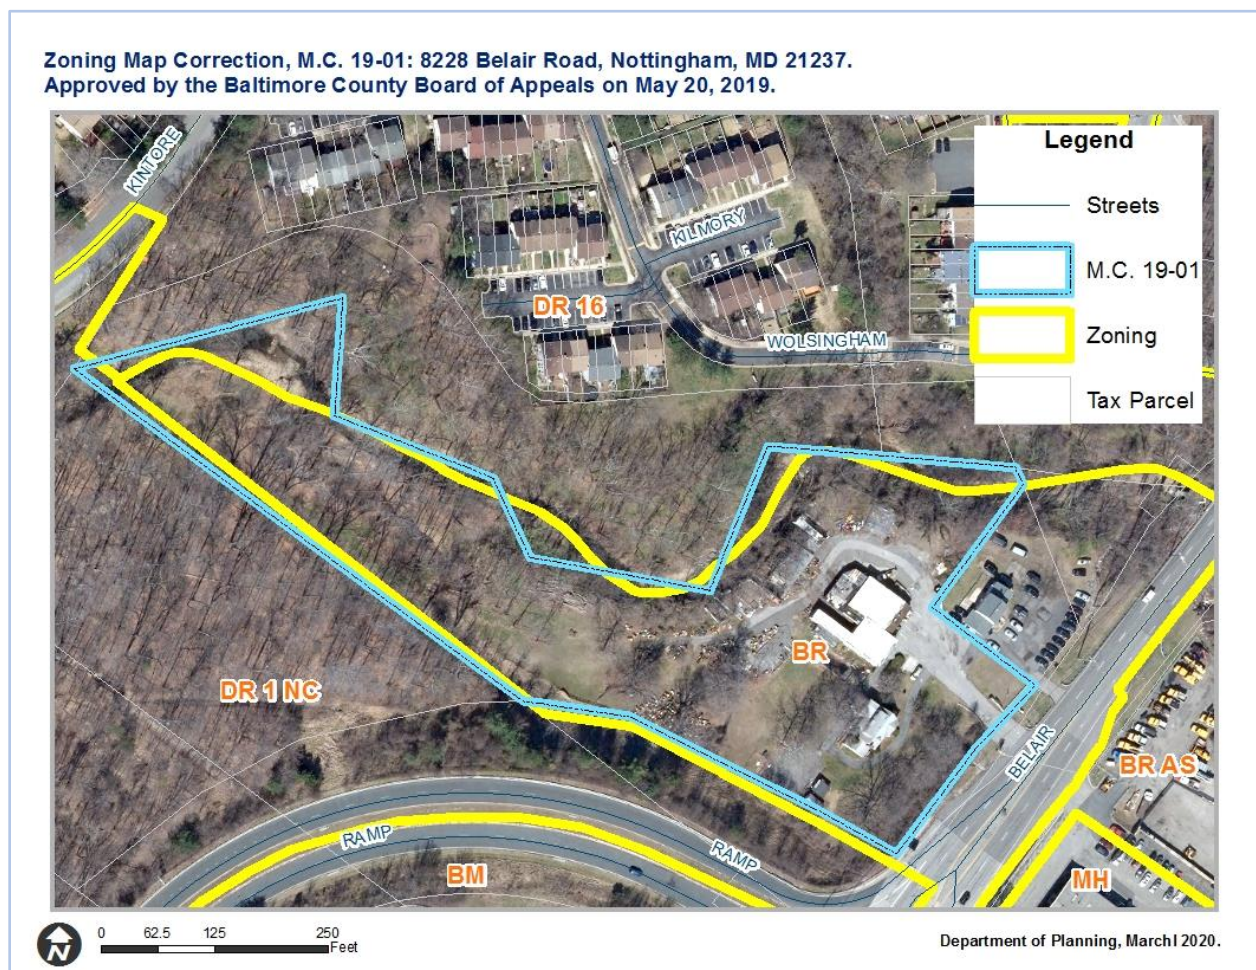 Zoning Map Correction, M.C. 19-01: 8228 Belair Road, Nottingham, MD 21237.
Approved by the Baltimore County Board of Appeals on May 20, 2019.
KINTORE
Legend
Streets
M.C. 19-01
Zoning
Tax Parcel
KILMORY
DR 16
WOLSINGHAM
BR
DR 1 NC
BELAIR
BR AS
RAMP
RAMP
BM
MH
N
0 62.5 125 250
Feet
Department of Planning, MarchI 2020.